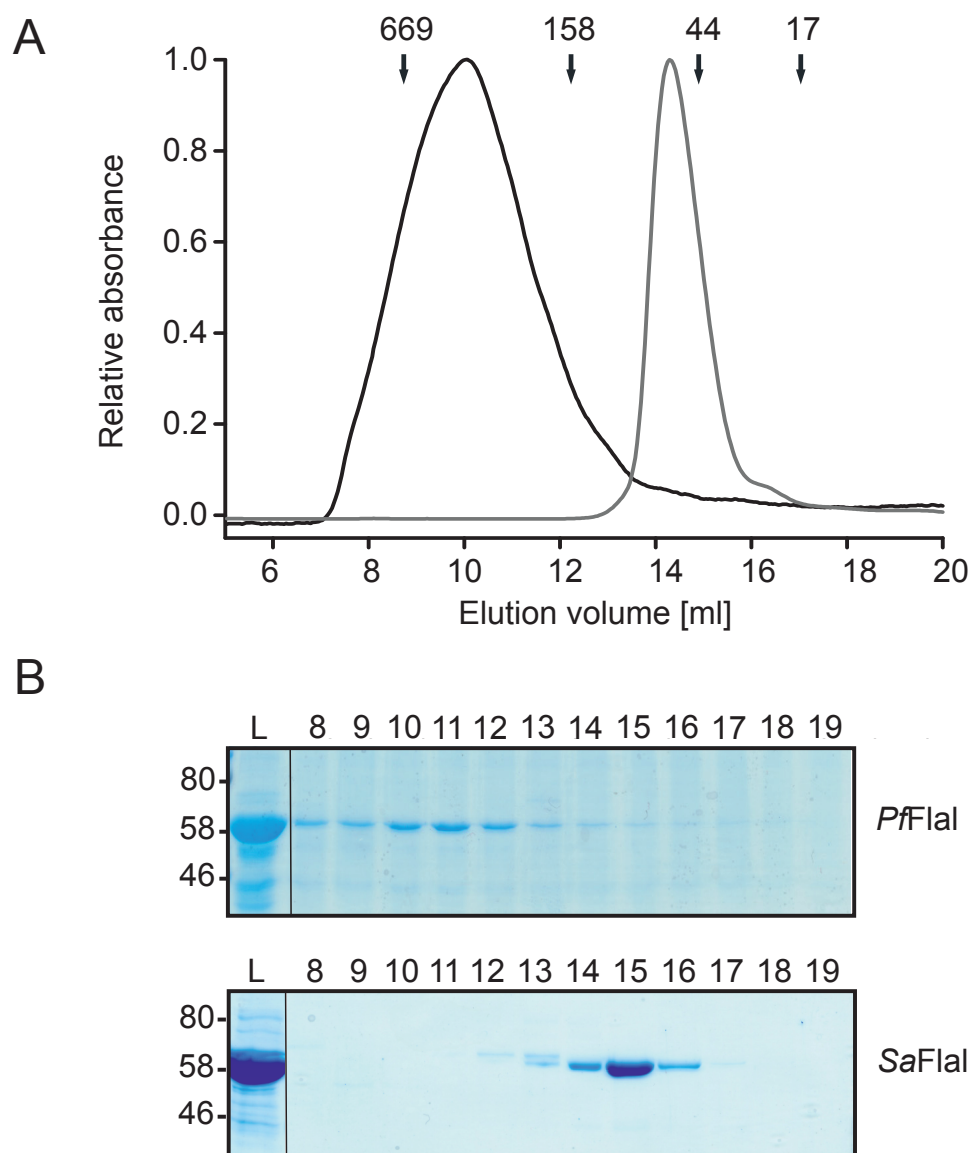 A
669 158 44 17
1.0
0.8
0.6
0.4
0.2
0.0
Relative absorbance
6 8 10 12 14 16 18 20
Elution volume [ml]
B
L 8 9 10 11 12 13 14 15 16 17 18 19
80
58
46
PfFlaI
L 8 9 10 11 12 13 14 15 16 17 18 19
80
58
46
SaFlaI